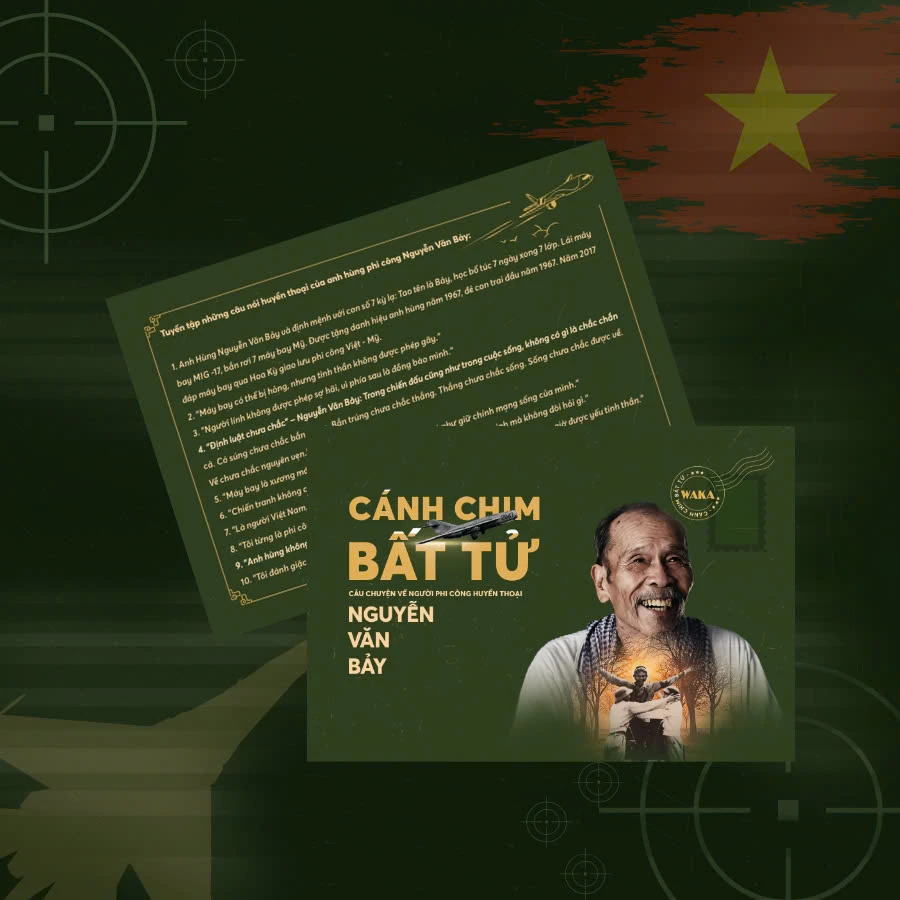 Tuyển tập những câu nói huyền thoại của anh hùng phi công Nguyễn Văn Bảy:
1. Anh Hùng Nguyễn Văn Bảy và định mệnh với con số 7 kỳ lạ: Tao tên là Bảy, học bổ túc 7 ngày xong 7 lớp. Lái máy
bay MIG -17, bắn rơi 7 máy bay Mỹ. Được tặng danh hiệu anh hùng năm 1967, đẻ con trai đầu năm 1967. Năm 2017
đáp máy bay qua Hoa Kỳ giao lưu phi công Việt - Mỹ.
2. “Máy bay có thể bị hỏng, nhưng tinh thần không được phép gãy.”
3. “Người lính không được phép sợ hãi, vì phía sau là đồng bào mình.”
4. “Định luật chưa chắc” – Nguyễn Văn Bảy: Trong chiến đấu cũng như trong cuộc sống, không có gì là chắc chắn
cả. Có súng chưa chắc bắn Bắn trúng chưa chắc thắng. Thắng chưa chắc sống. Sống chưa chắc được về.
Về chưa chắc nguyên vẹn.
5. “Máy bay là xương như giữ chính mạng sống của mình.”
6. “Chiến tranh không mà không đòi hỏi gì.”
7. “Là người Việt Nam được yếu tinh thần.”
8. “Tôi từng là phi
9. “Anh hùng không
10. “Tôi đánh giặc
CÁNH CHIM
BẤT TỬ
CÂU CHUYỆN VỀ NGƯỜI PHI CÔNG HUYỀN THOẠI
NGUYỄN
VĂN
BẢY
WAKA
CÁNH CHIM BẤT TỬ